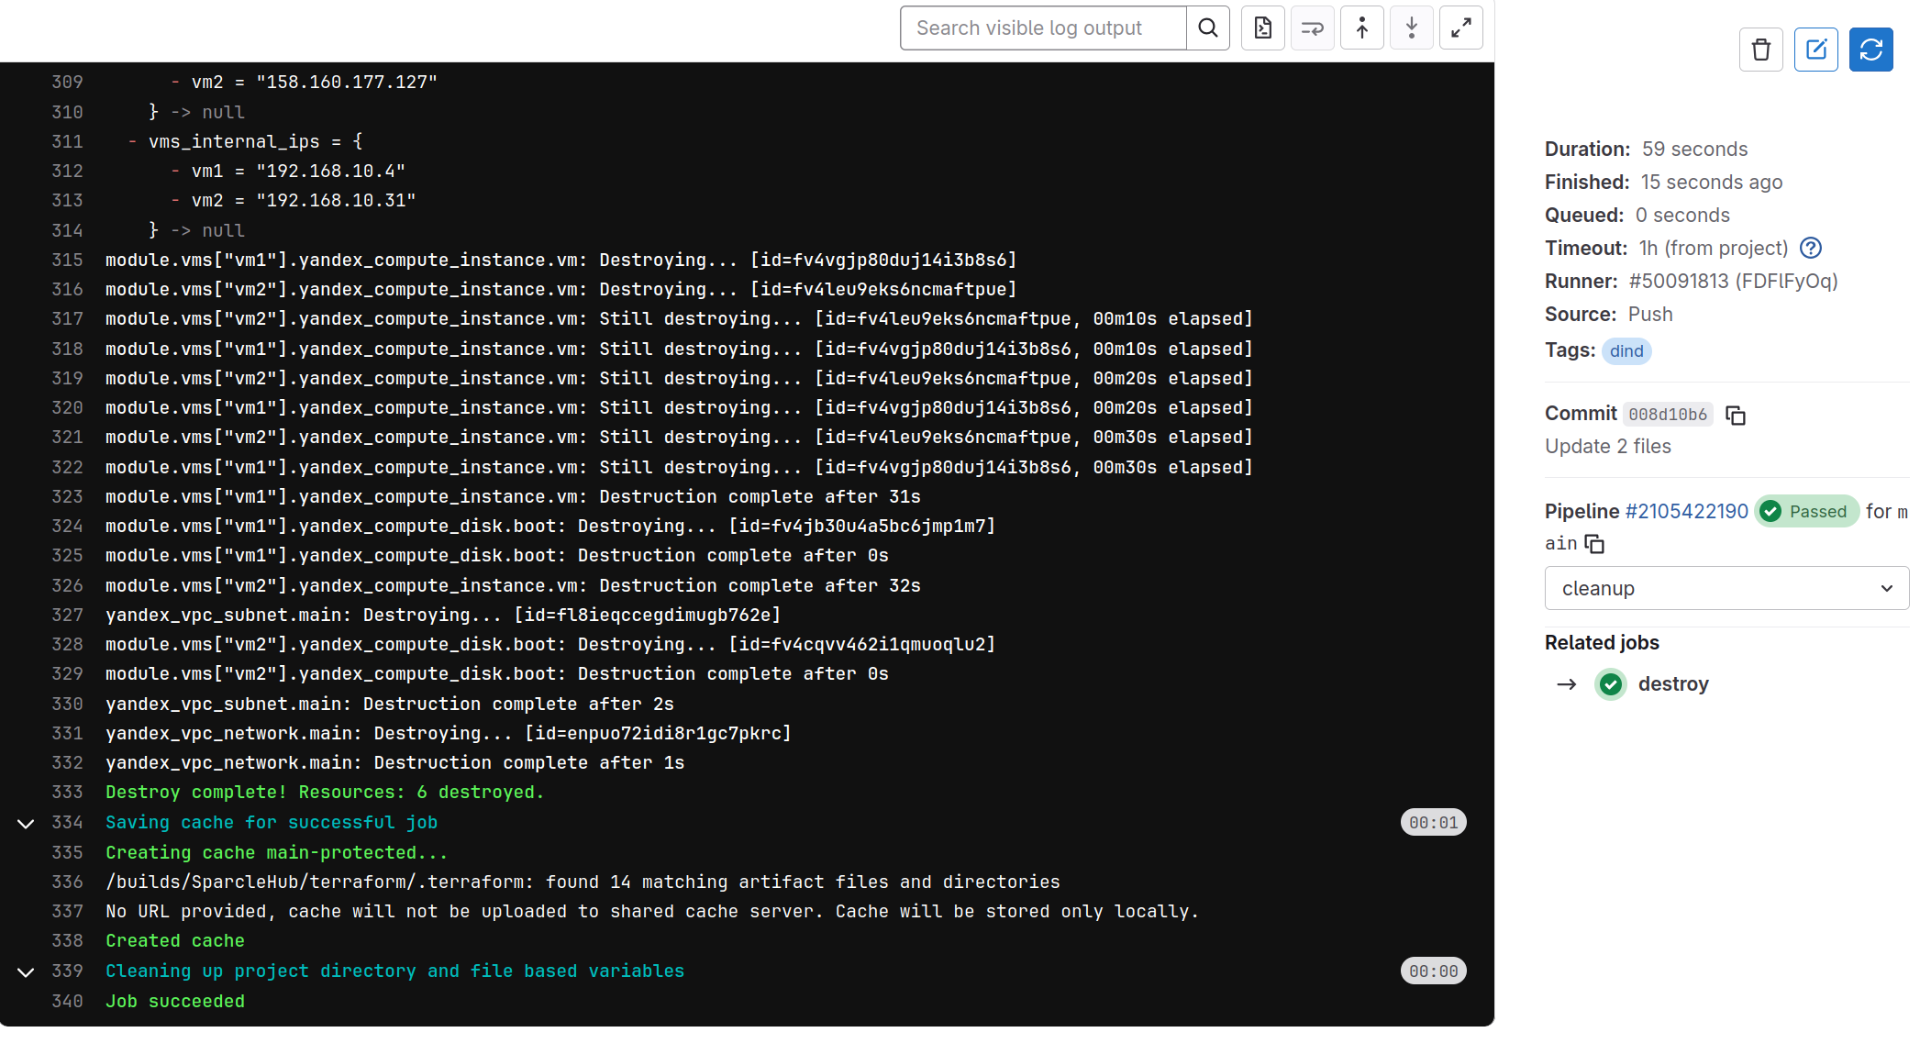 Search visible log output
309 - vm2 = "158.160.177.127"
310 } -> null
311 - vms_internal_ips = {
312 - vm1 = "192.168.10.4"
313 - vm2 = "192.168.10.31"
314 } -> null
315 module.vms["vm1"].yandex_compute_instance.vm: Destroying... [id=fv4vgjp80duj14i3b8s6]
316 module.vms["vm2"].yandex_compute_instance.vm: Destroying... [id=fv4leu9eks6ncmaftpue]
317 module.vms["vm2"].yandex_compute_instance.vm: Still destroying... [id=fv4leu9eks6ncmaftpue, 00m10s elapsed]
318 module.vms["vm1"].yandex_compute_instance.vm: Still destroying... [id=fv4vgjp80duj14i3b8s6, 00m10s elapsed]
319 module.vms["vm2"].yandex_compute_instance.vm: Still destroying... [id=fv4leu9eks6ncmaftpue, 00m20s elapsed]
320 module.vms["vm1"].yandex_compute_instance.vm: Still destroying... [id=fv4vgjp80duj14i3b8s6, 00m20s elapsed]
321 module.vms["vm2"].yandex_compute_instance.vm: Still destroying... [id=fv4leu9eks6ncmaftpue, 00m30s elapsed]
322 module.vms["vm1"].yandex_compute_instance.vm: Still destroying... [id=fv4vgjp80duj14i3b8s6, 00m30s elapsed]
323 module.vms["vm1"].yandex_compute_instance.vm: Destruction complete after 31s
324 module.vms["vm1"].yandex_compute_disk.boot: Destroying... [id=fv4jb30u4a5bc6jmp1m7]
325 module.vms["vm1"].yandex_compute_disk.boot: Destruction complete after 0s
326 module.vms["vm2"].yandex_compute_instance.vm: Destruction complete after 32s
327 yandex_vpc_subnet.main: Destroying... [id=fl8ieqccegdimugb762e]
328 module.vms["vm2"].yandex_compute_disk.boot: Destroying... [id=fv4cqvv462i1qmuoqlu2]
329 module.vms["vm2"].yandex_compute_disk.boot: Destruction complete after 0s
330 yandex_vpc_subnet.main: Destruction complete after 2s
331 yandex_vpc_network.main: Destroying... [id=enpuo72idi8r1gc7pkrc]
332 yandex_vpc_network.main: Destruction complete after 1s
333 Destroy complete! Resources: 6 destroyed.
334 Saving cache for successful job 00:01
335 Creating cache main-protected...
336 /builds/SparcleHub/terraform/.terraform: found 14 matching artifact files and directories
337 No URL provided, cache will not be uploaded to shared cache server. Cache will be stored only locally.
338 Created cache
339 Cleaning up project directory and file based variables 00:00
340 Job succeeded
Duration: 59 seconds
Finished: 15 seconds ago
Queued: 0 seconds
Timeout: 1h (from project)
Runner: #50091813 (FDFlFyOq)
Source: Push
Tags: dind
Commit 008d10b6
Update 2 files
Pipeline #2105422190 Passed for m
ain
cleanup
Related jobs
→ destroy